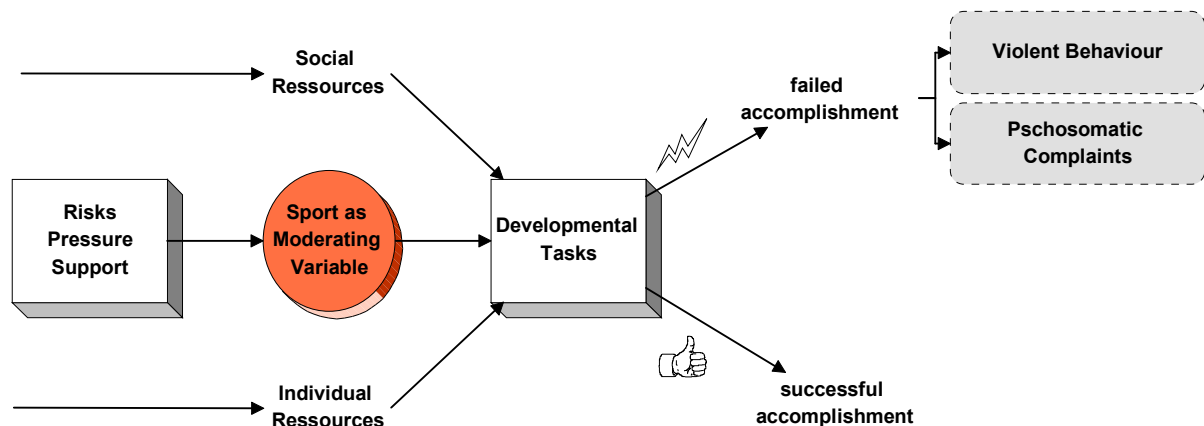 Social
Ressources
Risks
Pressure
Support
Sport as
Moderating
Variable
Individual
Ressources
Developmental
Tasks
failed
accomplishment
Violent Behaviour
Pschosomatic
Complaints
successful
accomplishment